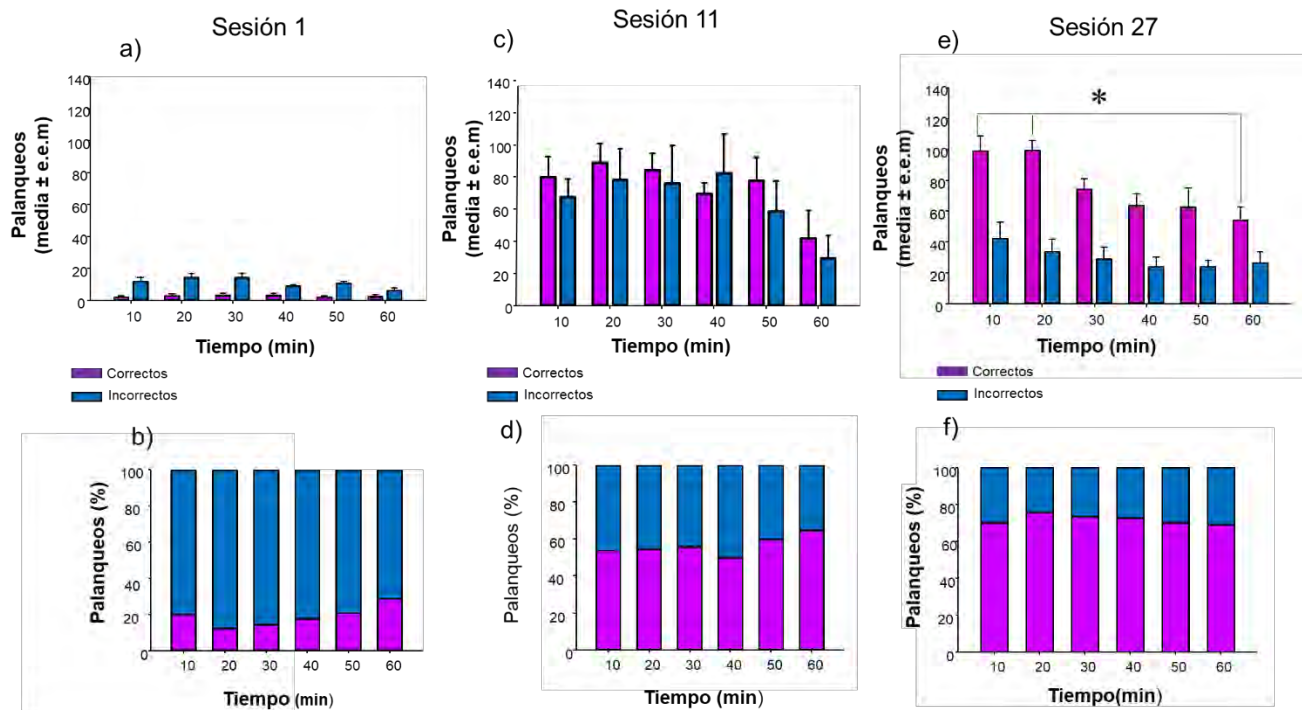 Sesión 1
Sesión 11
Sesión 27
a)
Palanqueos
(media ± e.e.m)
140
120
100
80
60
40
20
0
10 20 30 40 50 60
Tiempo (min)
Correctos
Incorrectos
c)
Palanqueos
(media ± e.e.m)
140
120
100
80
60
40
20
0
10 20 30 40 50 60
Tiempo (min)
Correctos
Incorrectos
e)
Palanqueos
(media ± e.e.m)
140
120
100
80
60
40
20
0
*
10 20 30 40 50 60
Tiempo (min)
Correctos
Incorrectos
b)
Palanqueos (%)
100
80
60
40
20
0
10 20 30 40 50 60
Tiempo (min)
d)
Palanqueos (%)
100
80
60
40
20
0
10 20 30 40 50 60
Tiempo (min)
f)
Palanqueos (%)
100
80
60
40
20
0
10 20 30 40 50 60
Tiempo(min)